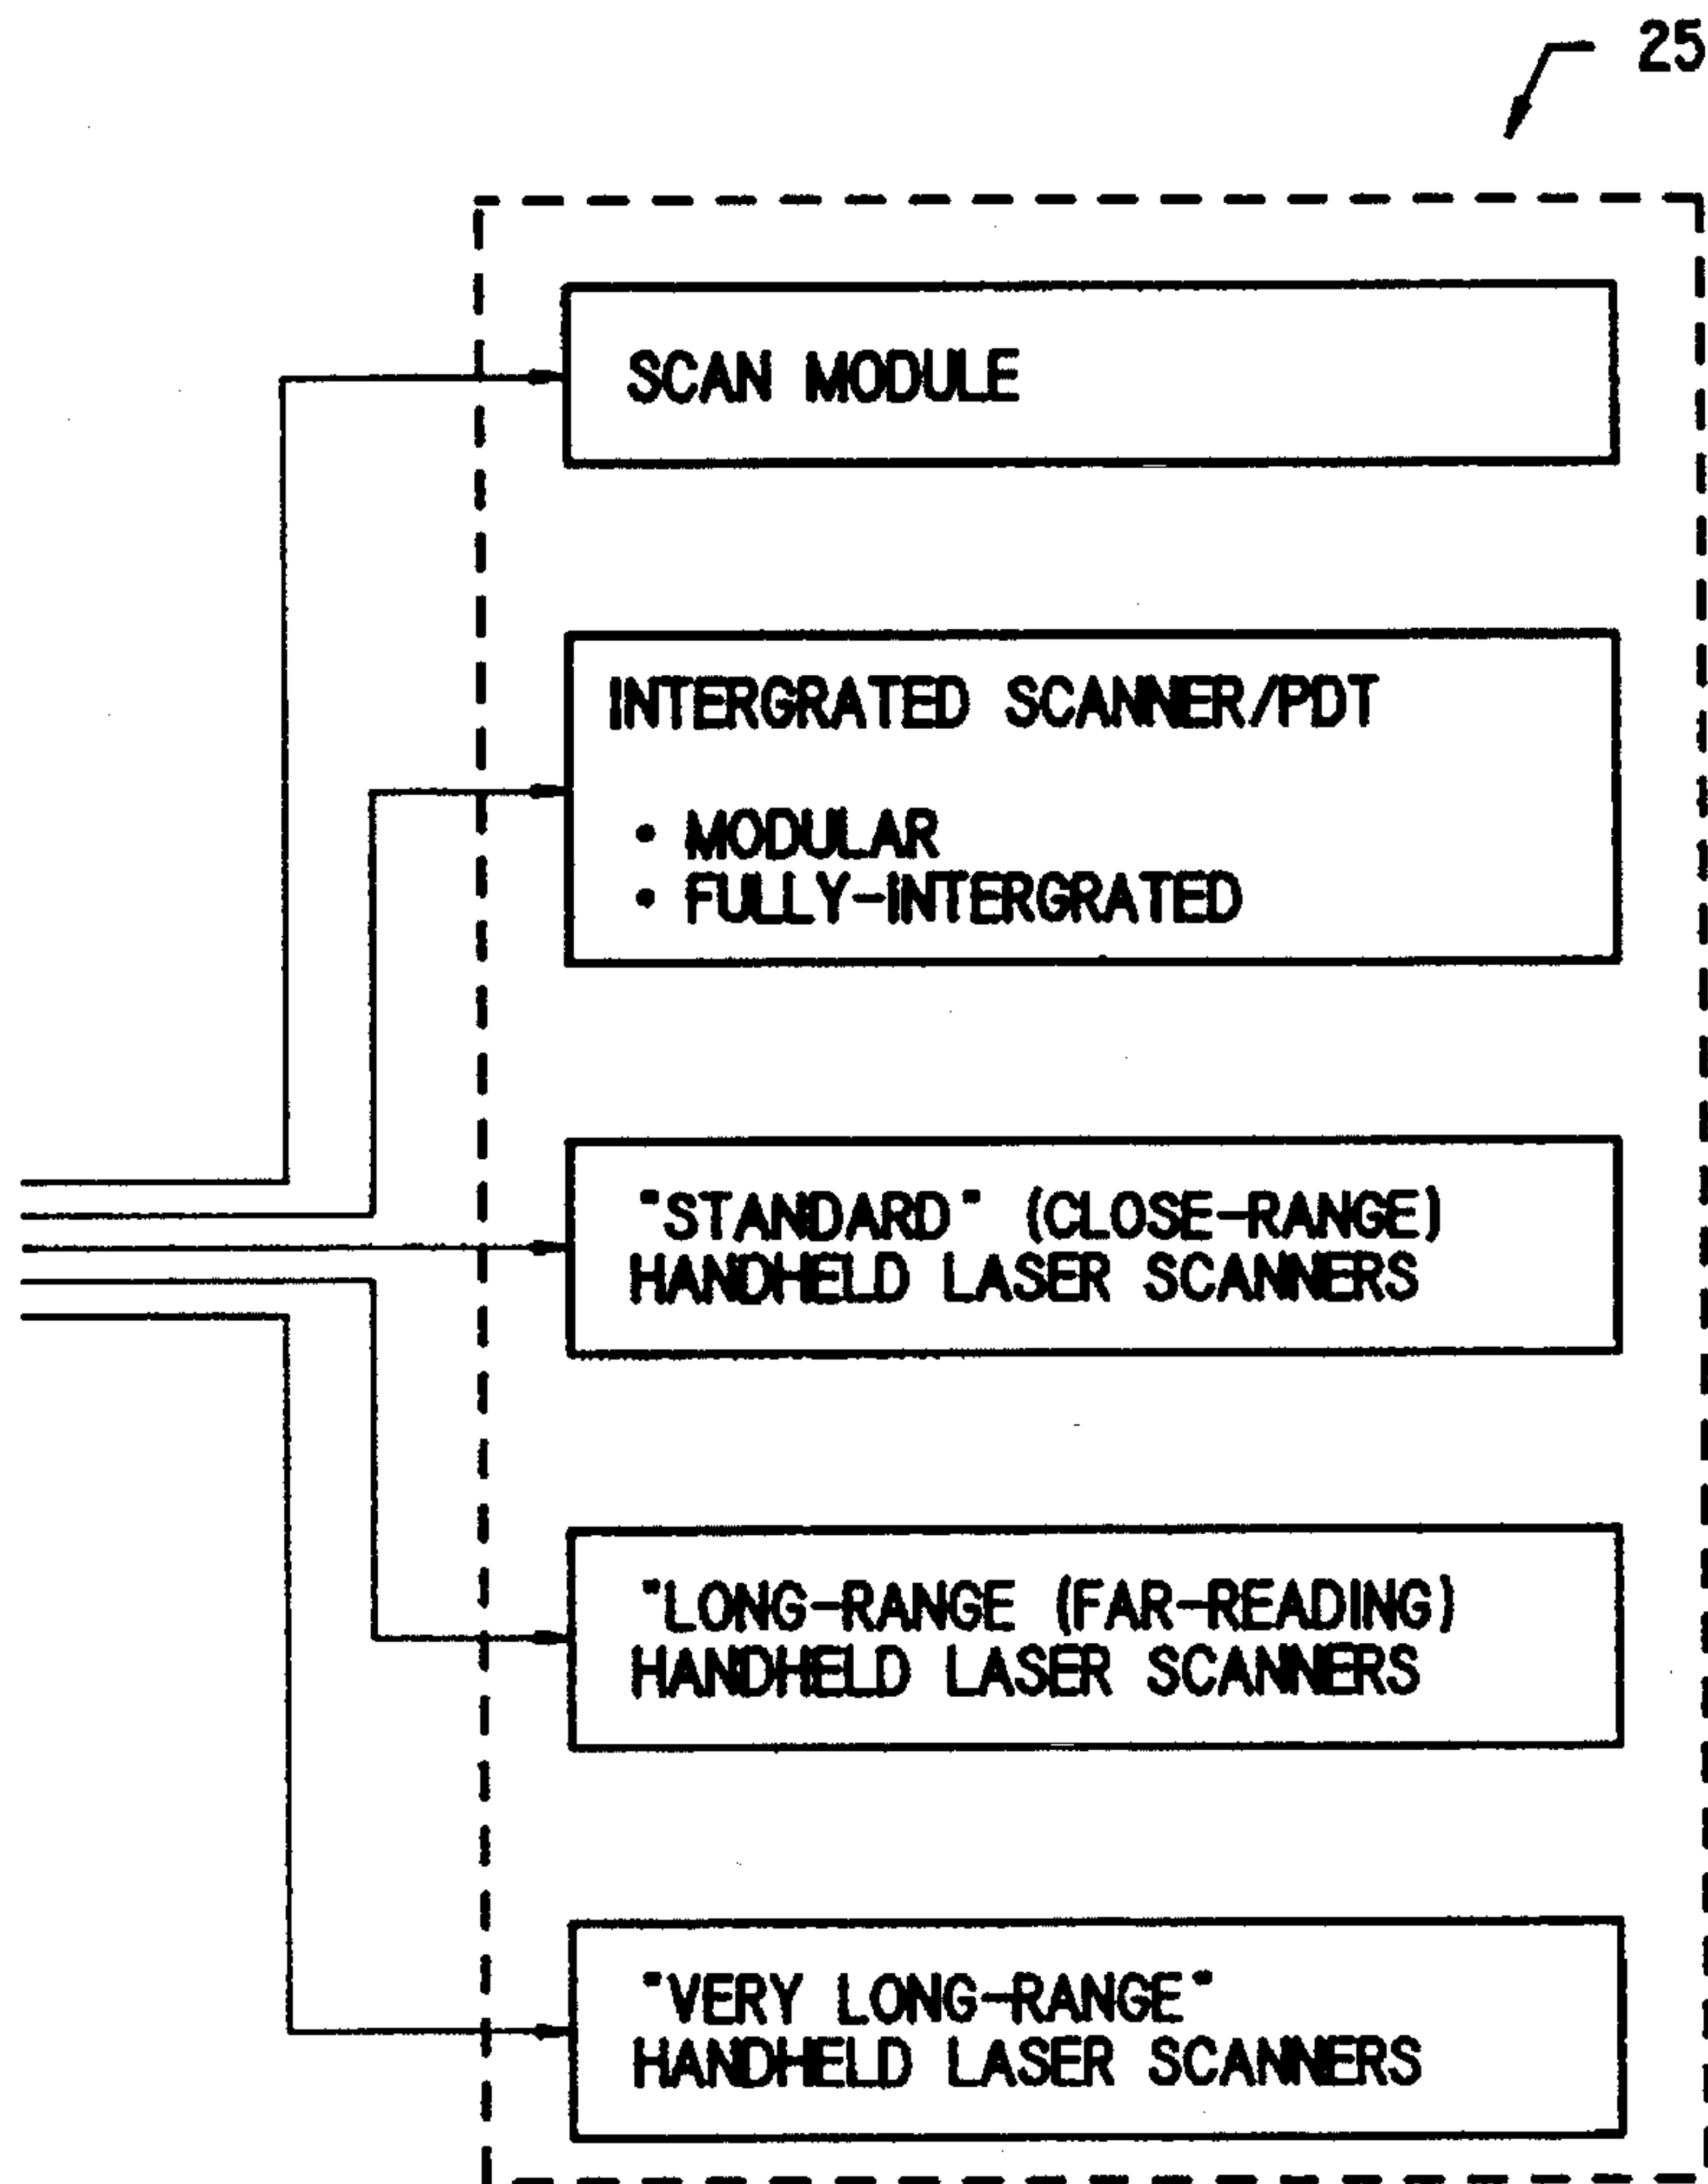 25
SCAN MODULE
INTERGRATED SCANNER/PDT
• MODULAR
• FULLY-INTERGRATED
"STANDARD" (CLOSE-RANGE)
HANDHELD LASER SCANNERS
"LONG-RANGE (FAR-READING)
HANDHELD LASER SCANNERS
"VERY LONG-RANGE"
HANDHELD LASER SCANNERS